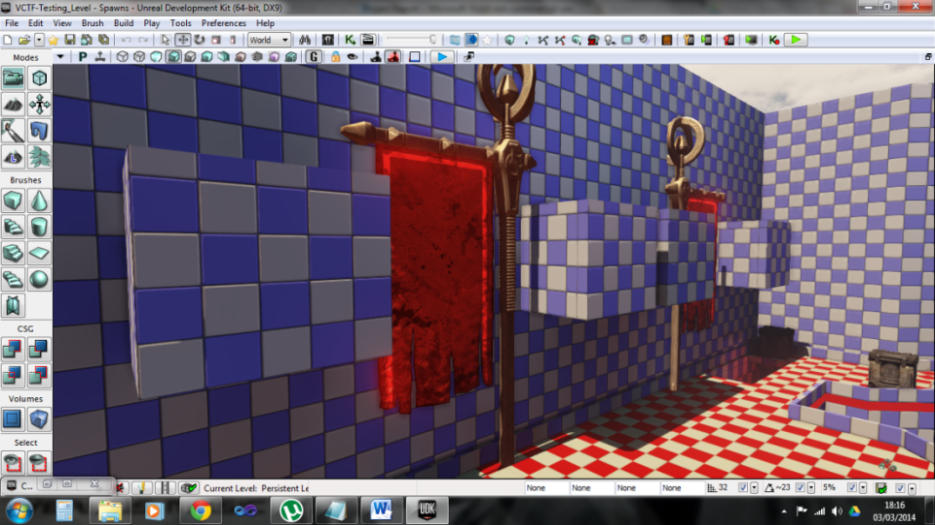 VCTF-Testing_Level - Spawns - Unreal Development Kit (64-bit, DX9)
File Edit View Brush Build Play Tools Preferences Help
World
Modes
P G
Brushes
CSG
Volumes
Select
C... Current Level: Persistent Le None None None None 32 ~23 5%
W UDK
18:16
03/03/2014